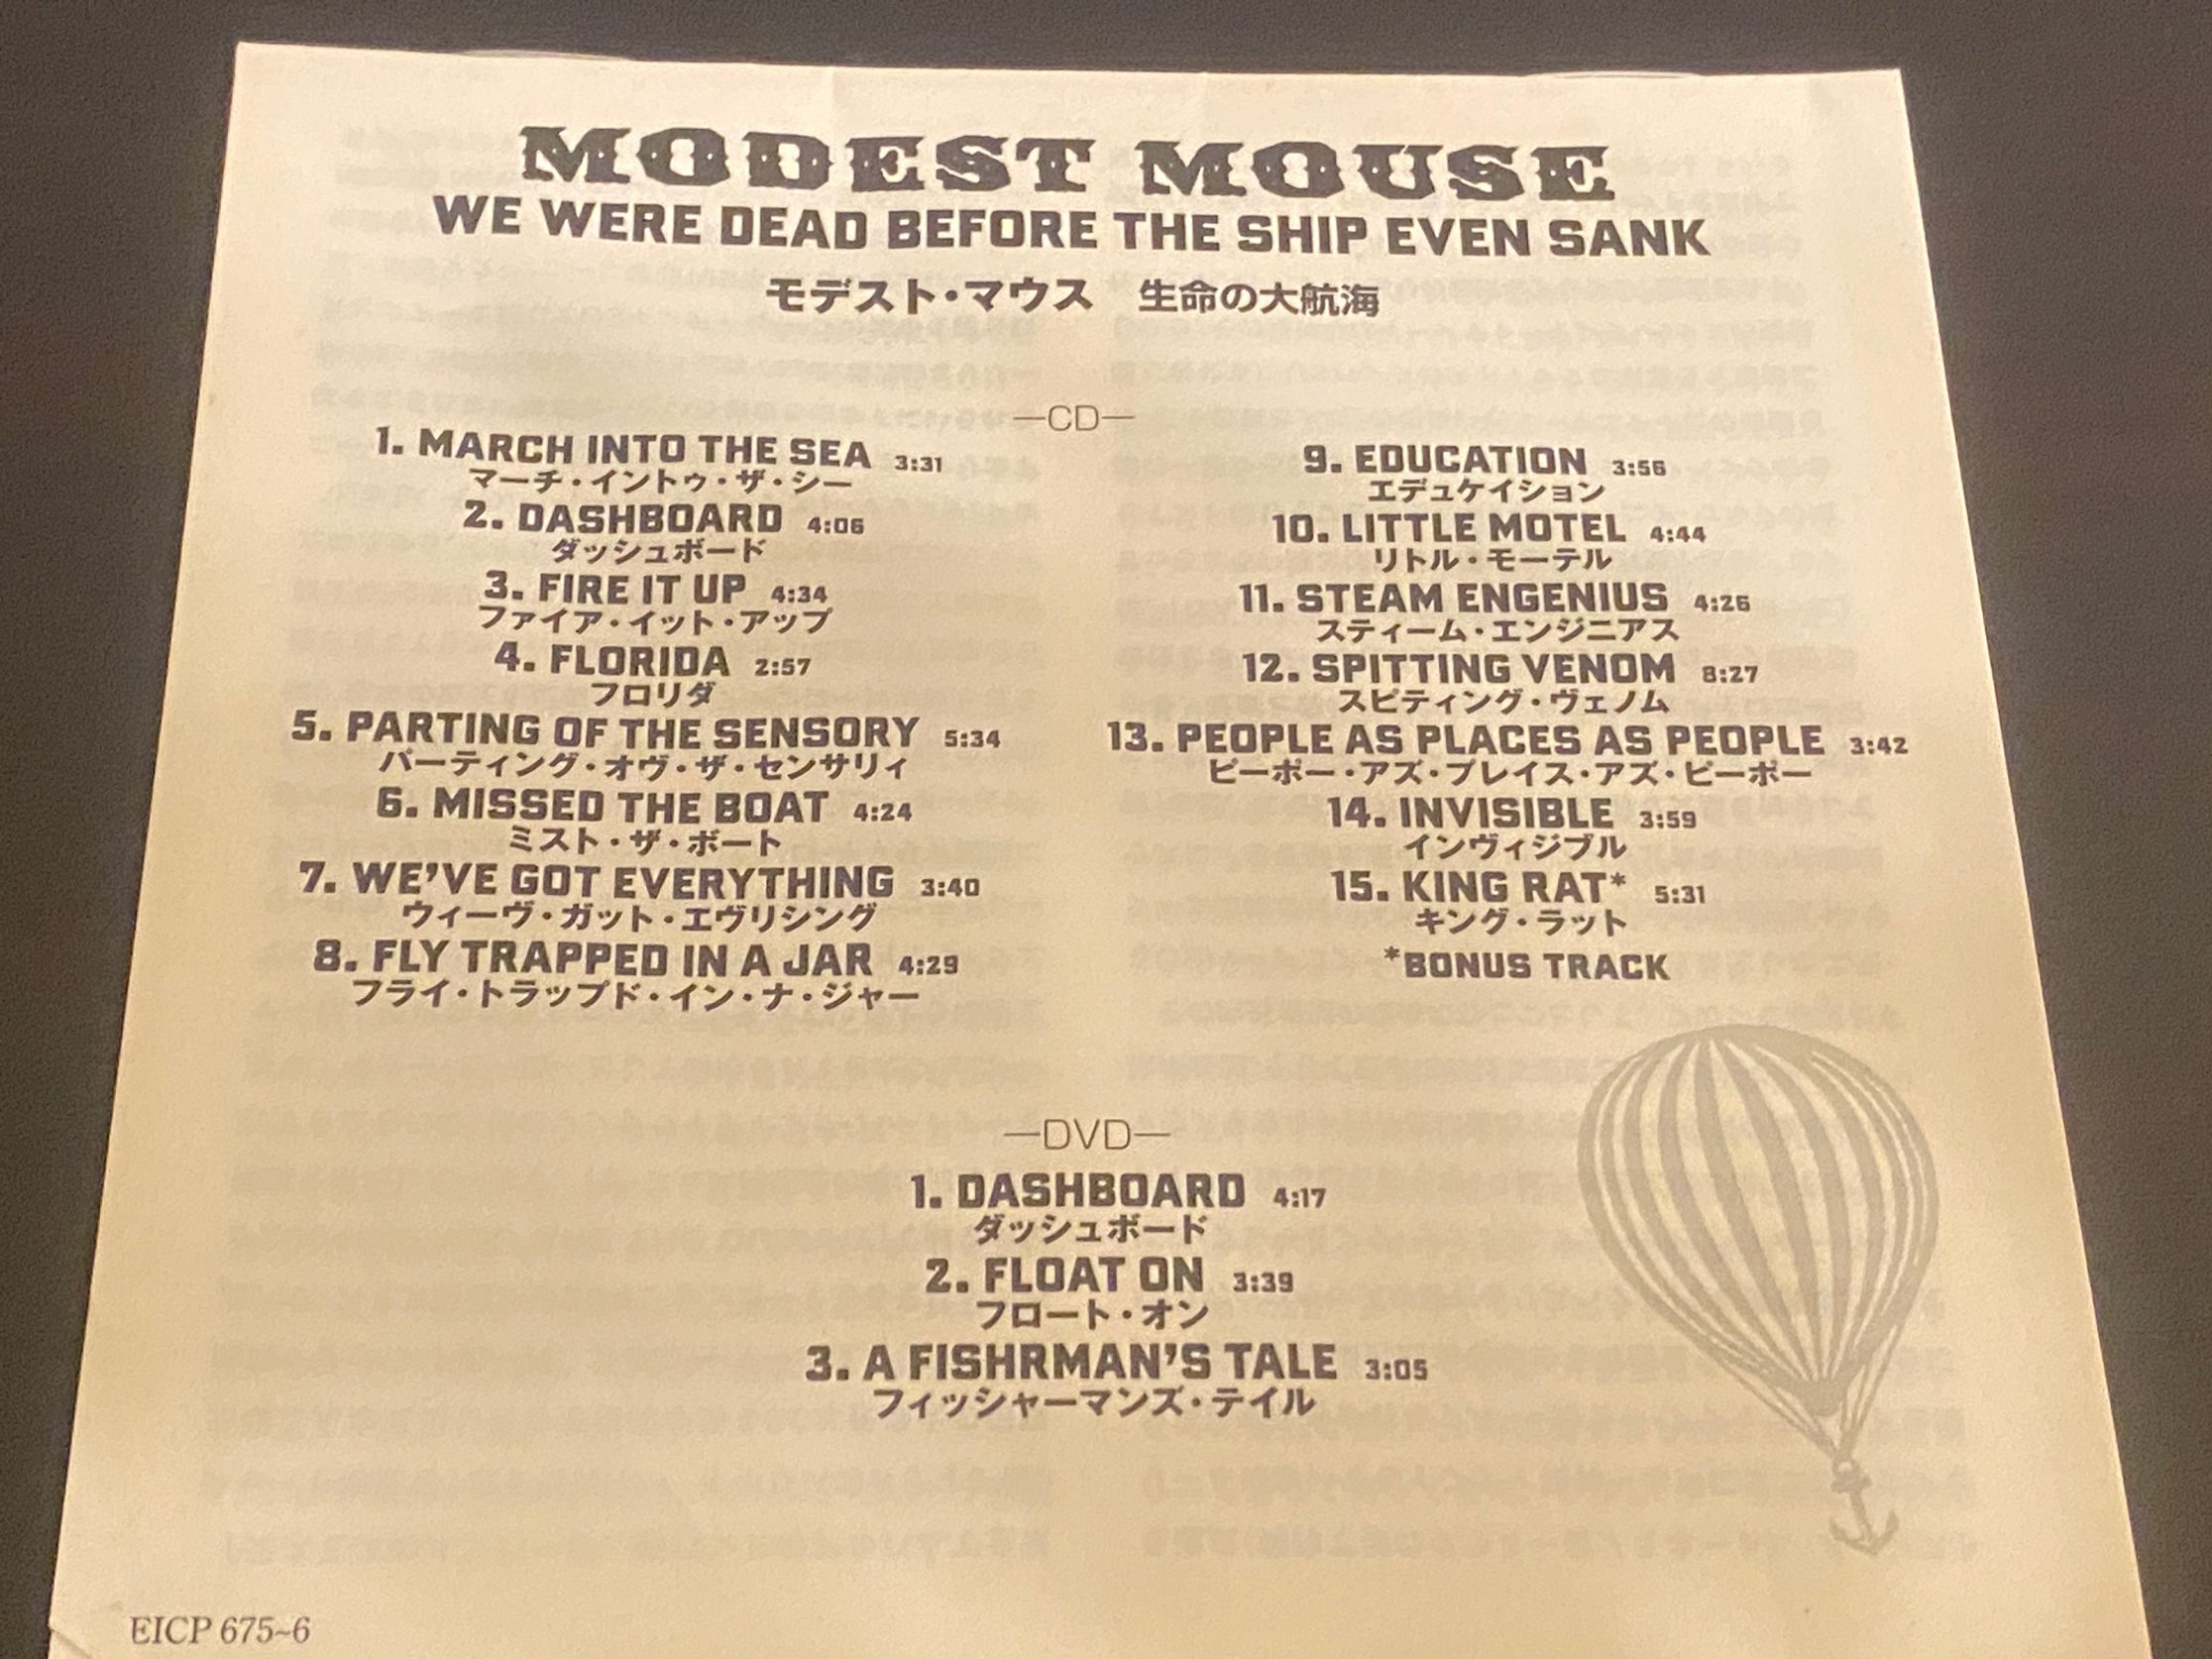 MODEST MOUSE
WE WERE DEAD BEFORE THE SHIP EVEN SANK
モデスト・マウス 生命の大航海
—CD—
1. MARCH INTO THE SEA 3:31
マーチ・イントゥ・ザ・シー
2. DASHBOARD 4:06
ダッシュボード
3. FIRE IT UP 4:34
ファイア・イット・アップ
4. FLORIDA 2:57
フロリダ
5. PARTING OF THE SENSORY 5:34
パーティング・オヴ・ザ・センサリィ
6. MISSED THE BOAT 4:24
ミスト・ザ・ボート
7. WE'VE GOT EVERYTHING 3:40
ウィーヴ・ガット・エヴリシング
8. FLY TRAPPED IN A JAR 4:29
フライ・トラップド・イン・ナ・ジャー
9. EDUCATION 3:56
エデュケイション
10. LITTLE MOTEL 4:44
リトル・モーテル
11. STEAM ENGENIUS 4:26
スティーム・エンジニアス
12. SPITTING VENOM 8:27
スピティング・ヴェノム
13. PEOPLE AS PLACES AS PEOPLE 3:42
ピーポー・アズ・プレイス・アズ・ピーポー
14. INVISIBLE 3:59
インヴィジブル
15. KING RAT* 5:31
キング・ラット
*BONUS TRACK
—DVD—
1. DASHBOARD 4:17
ダッシュボード
2. FLOAT ON 3:39
フロート・オン
3. A FISHRMAN'S TALE 3:05
フィッシャーマンズ・テイル
EICP 675~6